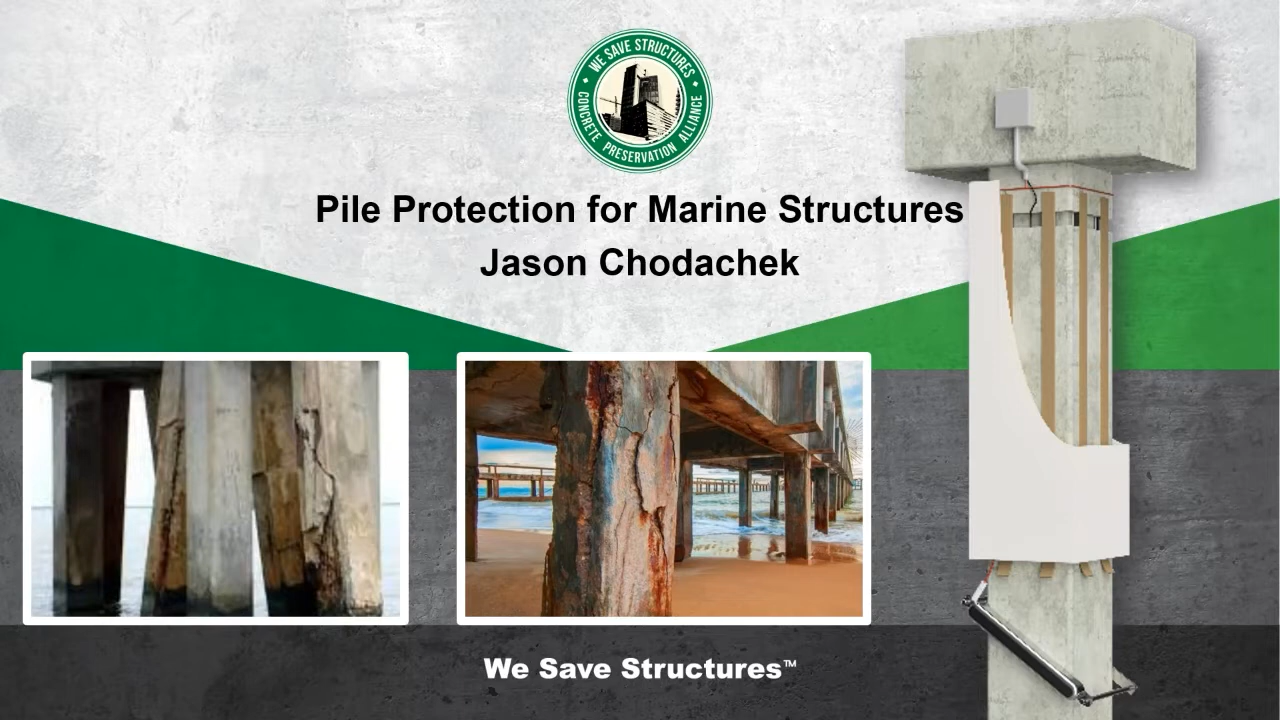 WE SAVE STRUCTURES
CONCRETE PRESERVATION ALLIANCE
Pile Protection for Marine Structures
Jason Chodachek
We Save Structures™